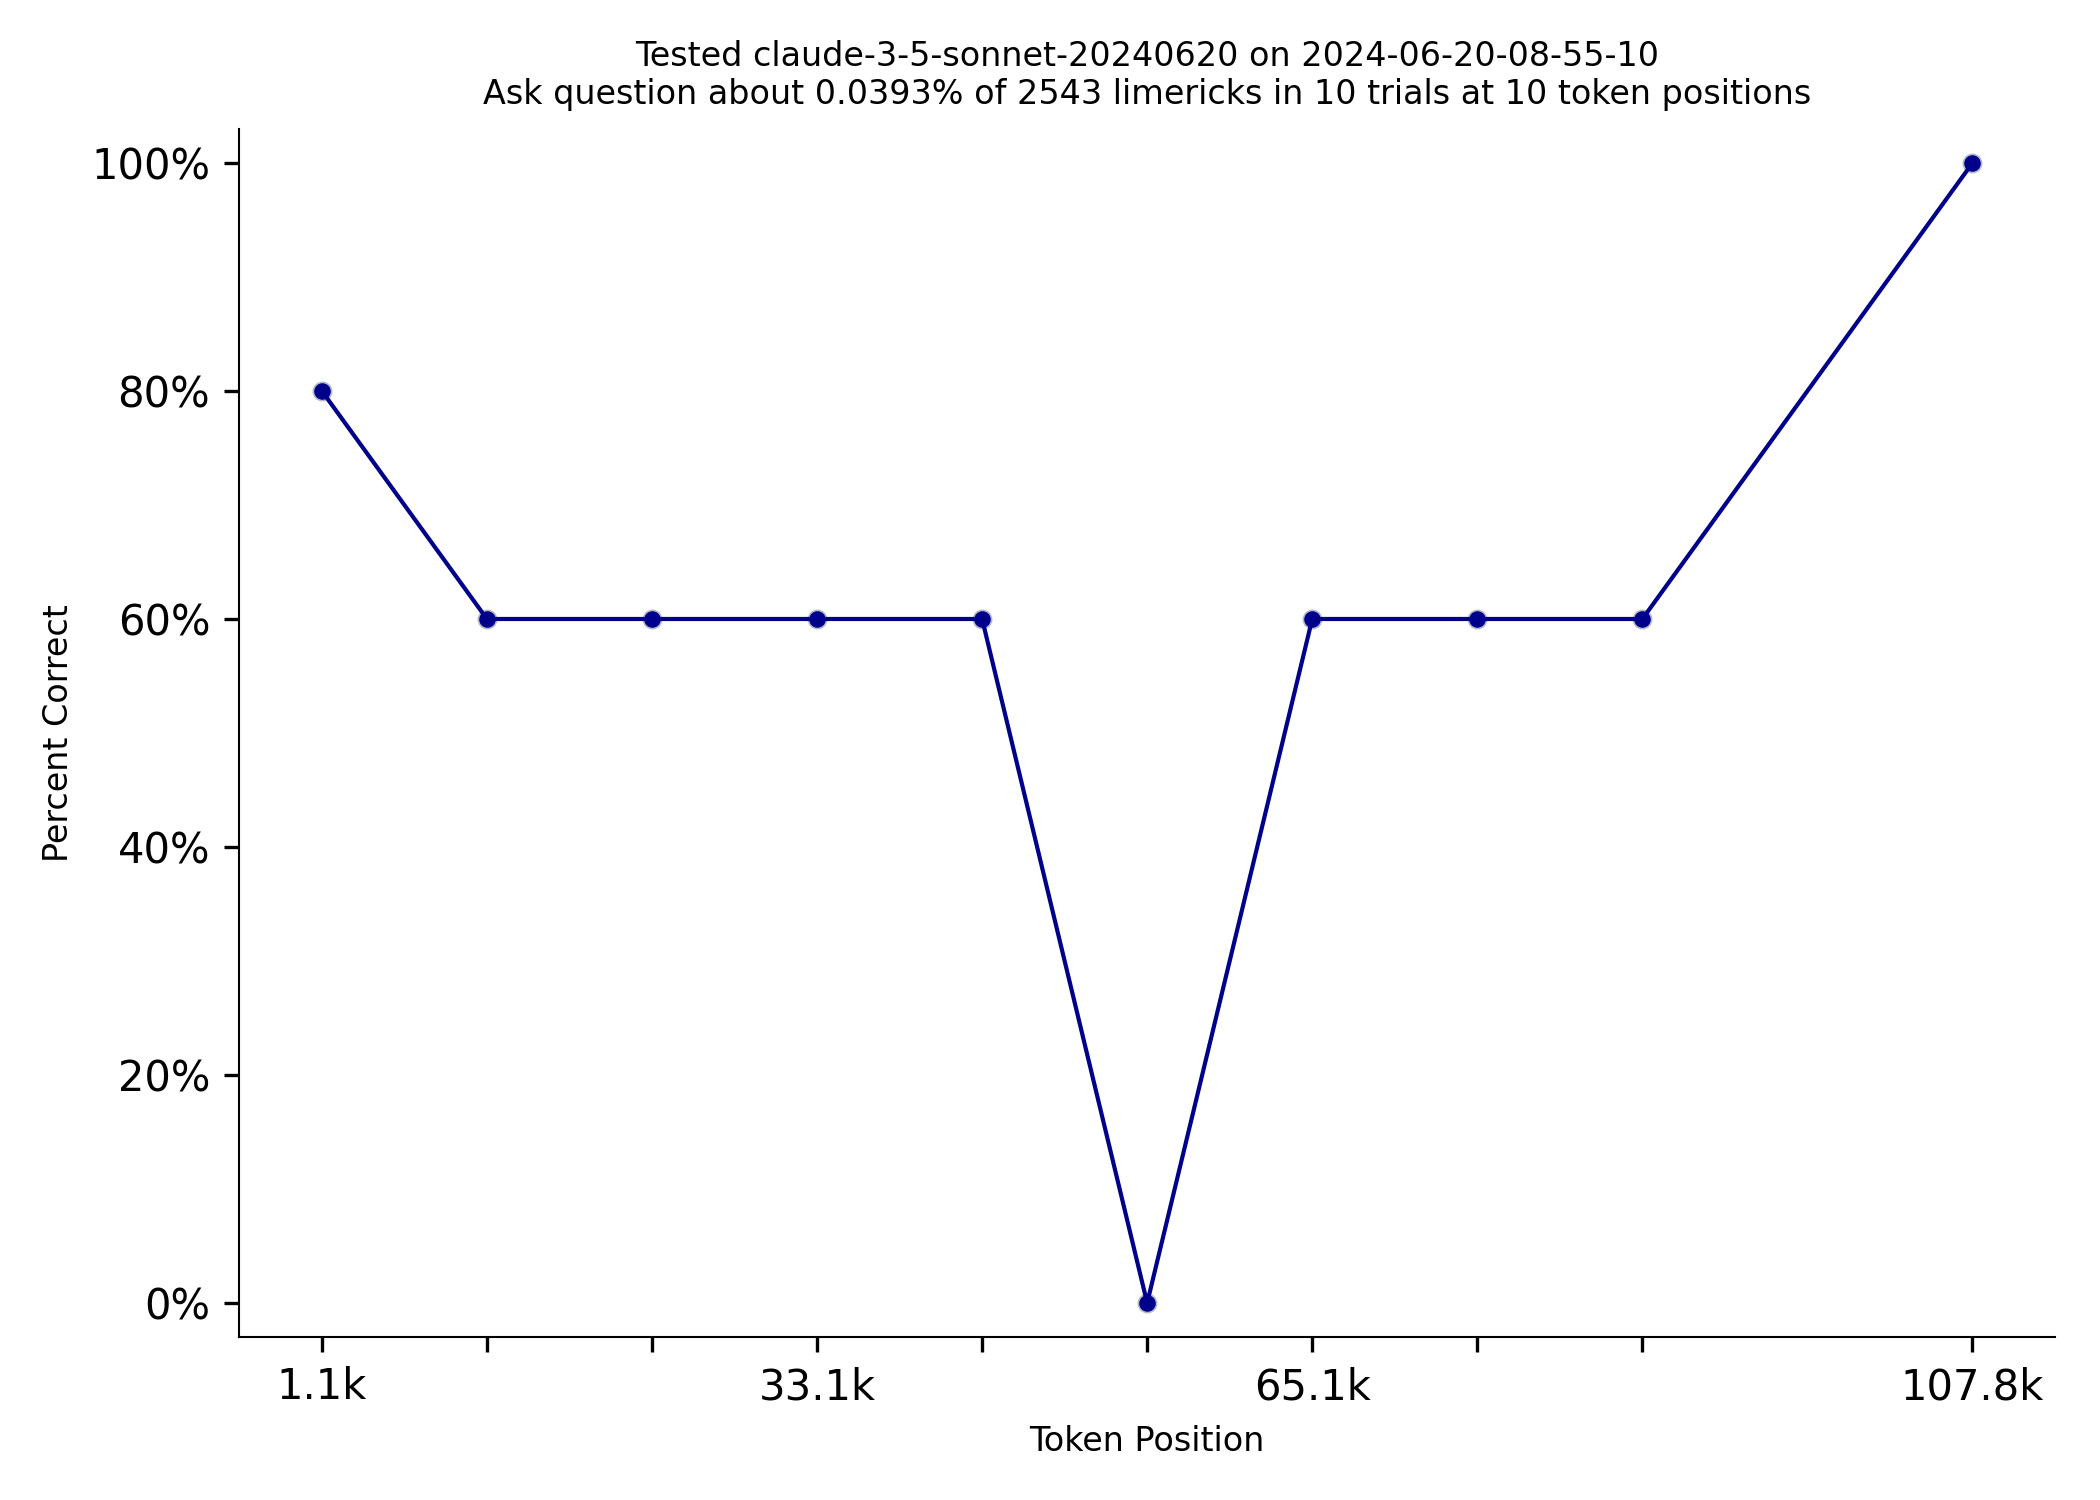 Tested claude-3-5-sonnet-20240620 on 2024-06-20-08-55-10
Ask question about 0.0393% of 2543 limericks in 10 trials at 10 token positions
100%
80%
60%
40%
20%
0%
Percent Correct
1.1k 33.1k 65.1k 107.8k
Token Position